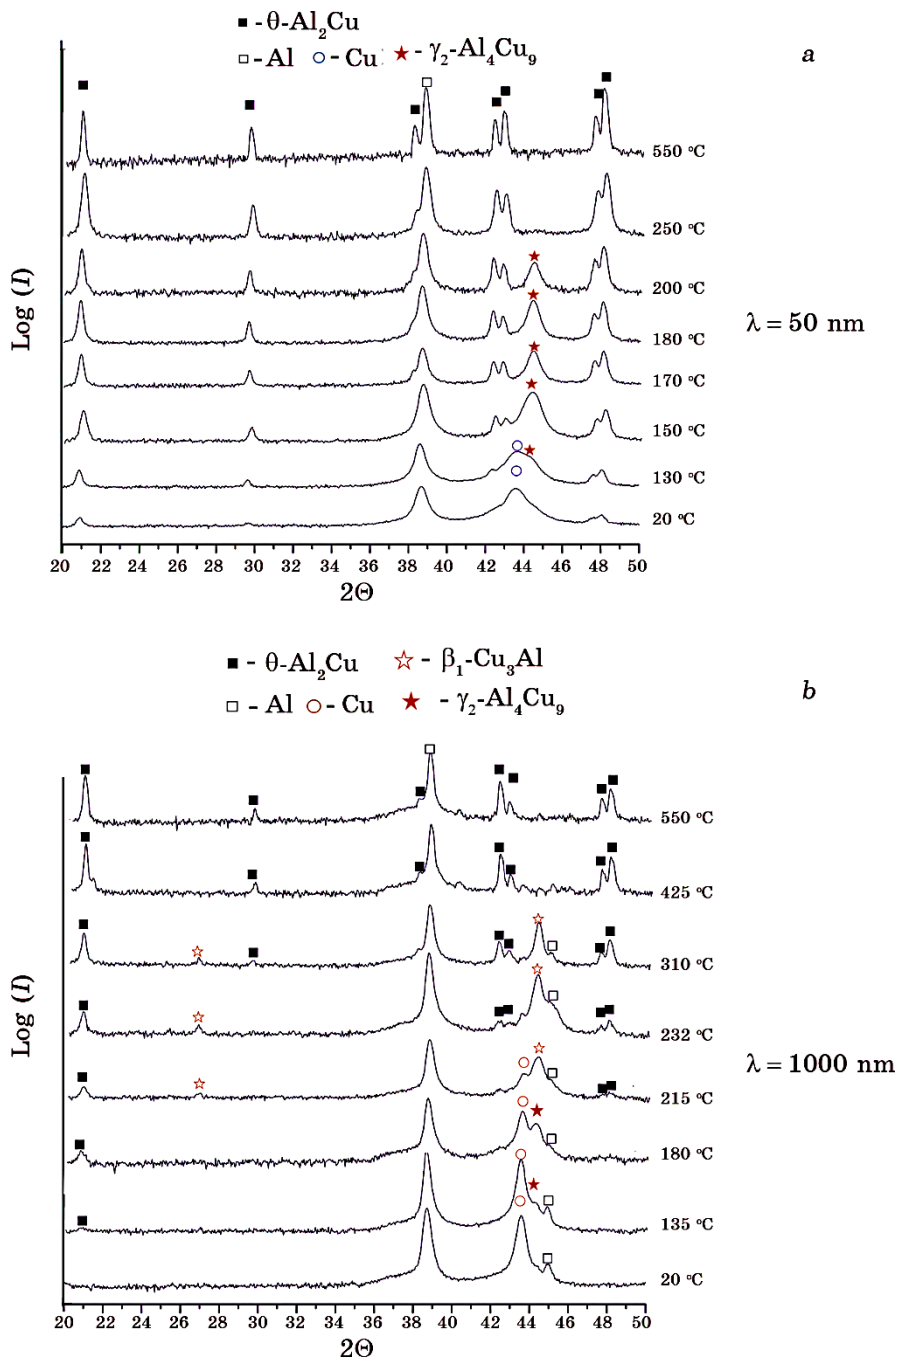 ■ - θ-Al₂Cu
□ - Al ○ - Cu ★ - γ₂-Al₄Cu₉
a
550 °C
250 °C
200 °C
180 °C
170 °C
150 °C
130 °C
20 °C
Log (I)
λ = 50 nm
20 22 24 26 28 30 32 34 36 38 40 42 44 46 48 50
2Θ
■ - θ-Al₂Cu ☆ - β₁-Cu₃Al
□ - Al ○ - Cu ★ - γ₂-Al₄Cu₉
b
550 °C
425 °C
310 °C
232 °C
215 °C
180 °C
135 °C
20 °C
Log (I)
λ = 1000 nm
20 22 24 26 28 30 32 34 36 38 40 42 44 46 48 50
2Θ